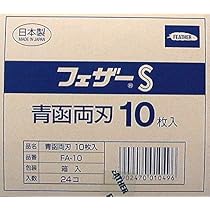 日本製
MADE IN JAPAN
FEATHER
フェザー®S
青函両刃 10枚入
品名 青函両刃 10枚入
品番 FA-10
包装 箱入
入数 24コ
FEATHER
902470010496